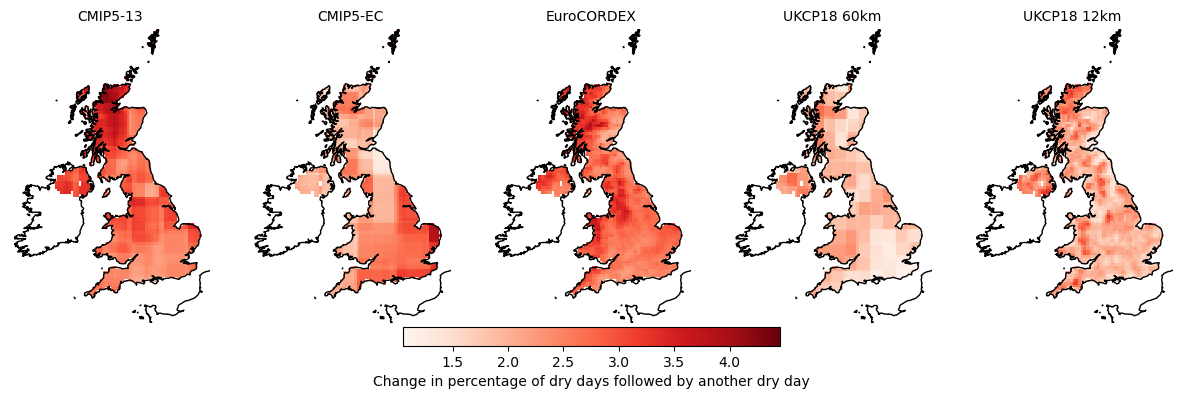 CMIP5-13
CMIP5-EC
EuroCORDEX
UKCP18 60km
UKCP18 12km
1.5 2.0 2.5 3.0 3.5 4.0
Change in percentage of dry days followed by another dry day